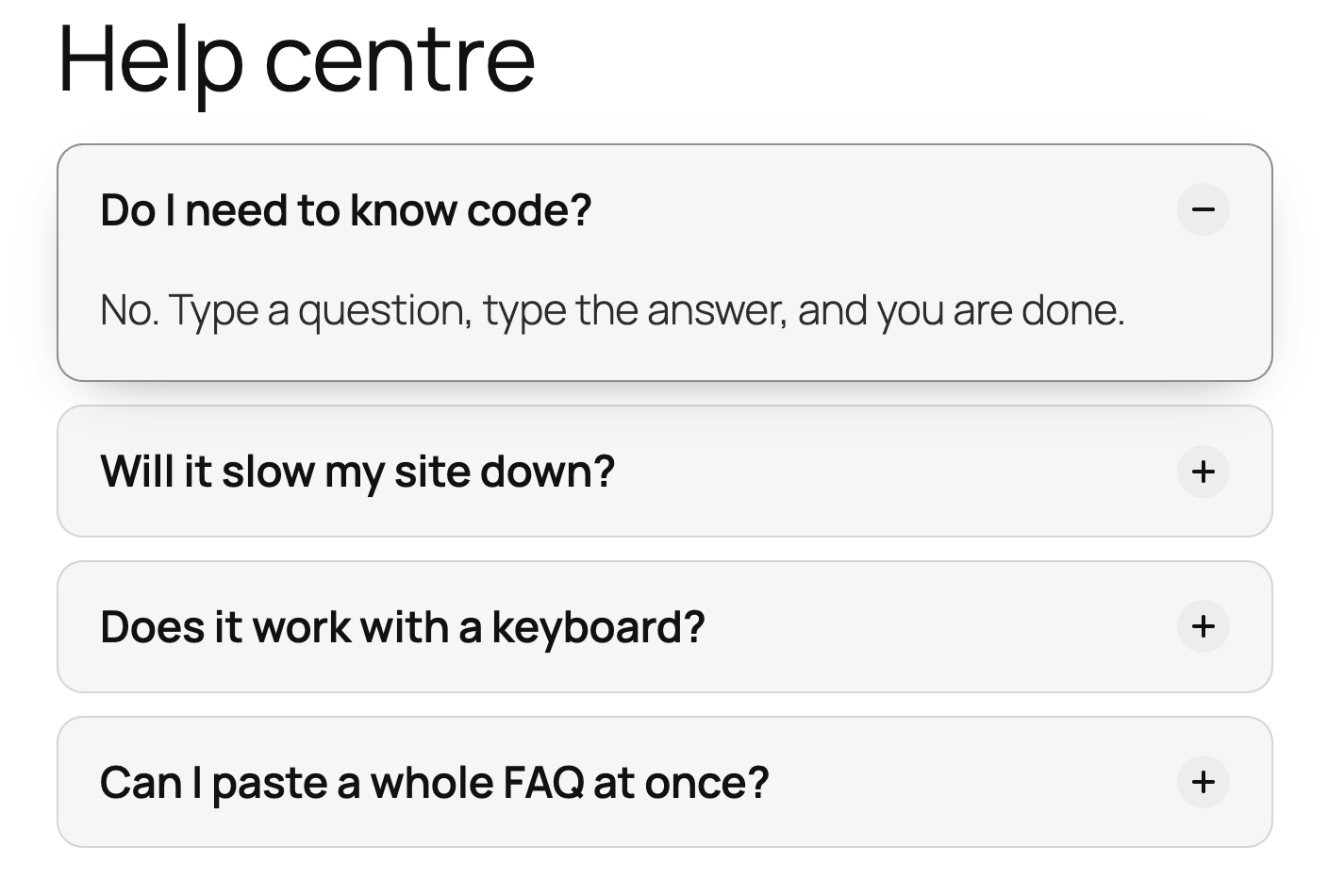 Help centre
Do I need to know code?
No. Type a question, type the answer, and you are done.
Will it slow my site down?
Does it work with a keyboard?
Can I paste a whole FAQ at once?